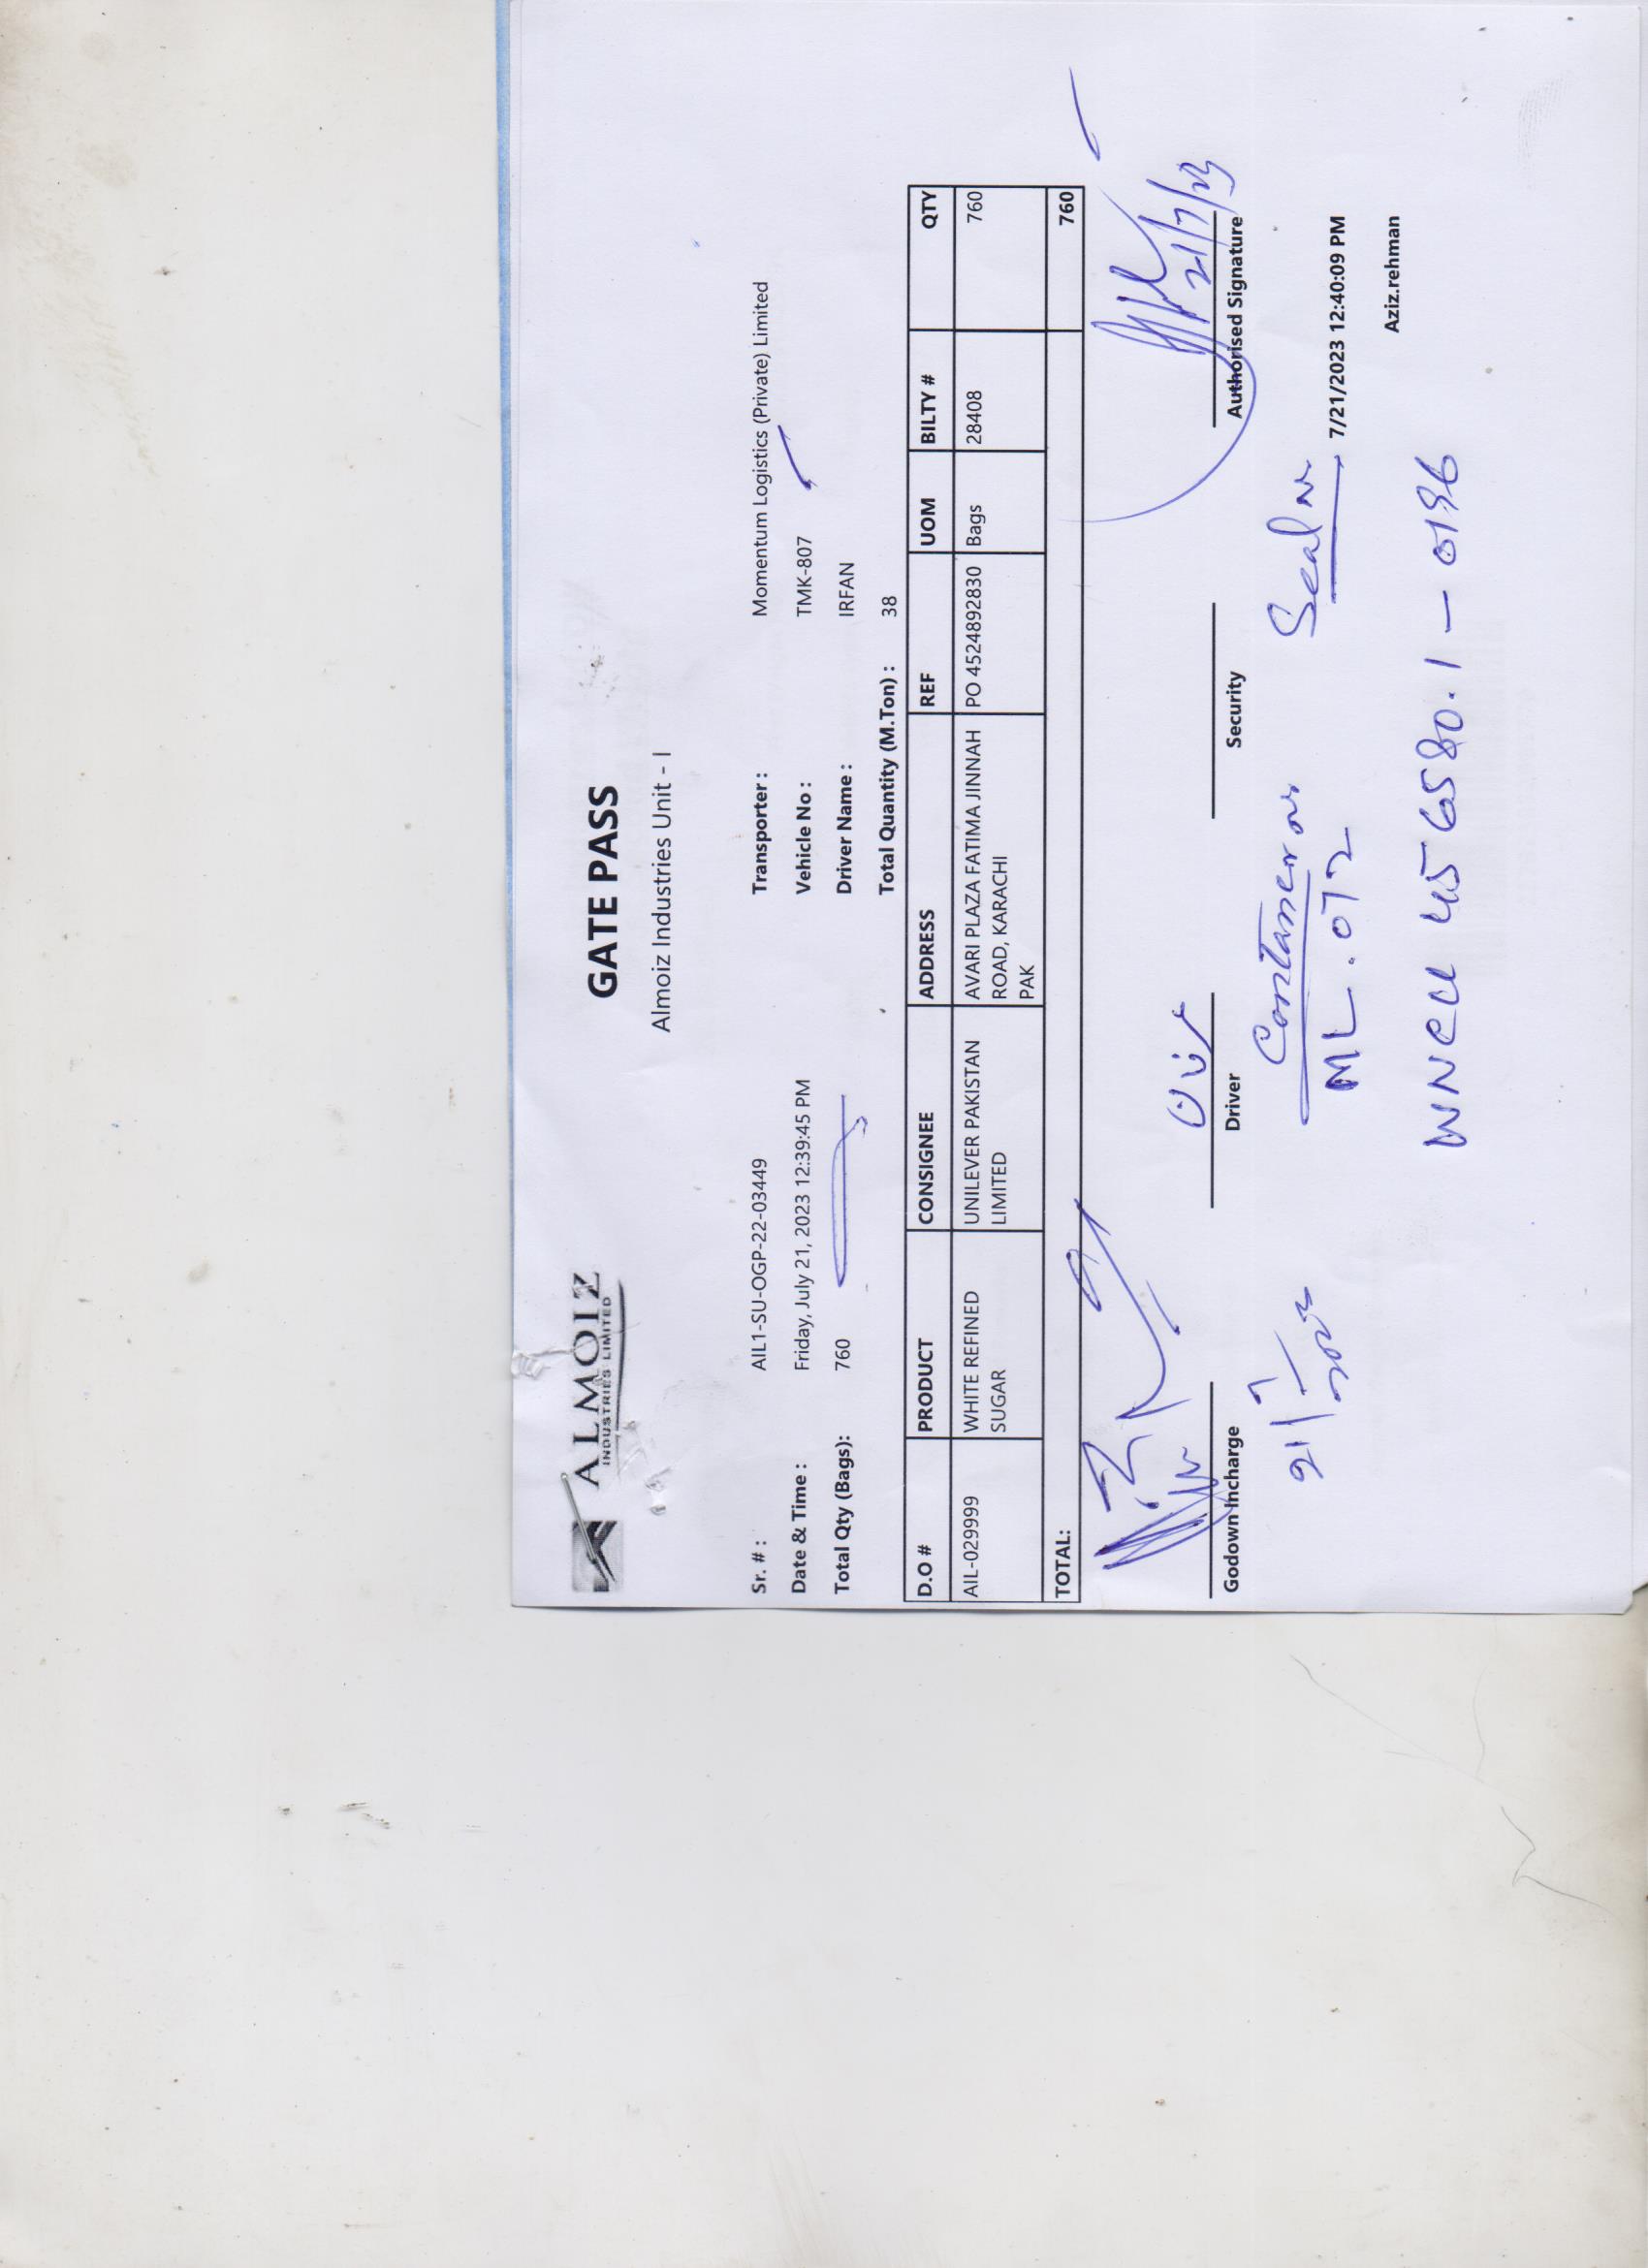 ALMOIZ
INDUSTRIES LIMITED
GATE PASS
Almoiz Industries Unit - I
Sr. # : AIL1-SU-OGP-22-03449 Transporter : Momentum Logistics (Private) Limited
Date & Time : Friday, July 21, 2023 12:39:45 PM Vehicle No : TMK-807
Total Qty (Bags): 760 Driver Name : IRFAN
Total Quantity (M.Ton) : 38
D.O # PRODUCT CONSIGNEE ADDRESS REF UOM BILTY # QTY
AIL-029999 WHITE REFINED UNILEVER PAKISTAN AVARI PLAZA FATIMA JINNAH PO 4524892830 Bags 28408 760
SUGAR LIMITED ROAD, KARACHI
PAK
TOTAL: 760
21/7/23
Godown Incharge Driver Security Authorised Signature
21/7
Container Seal
ML.072
7/21/2023 12:40:09 PM
Aziz.rehman
WNCU 456580.1 - 0196